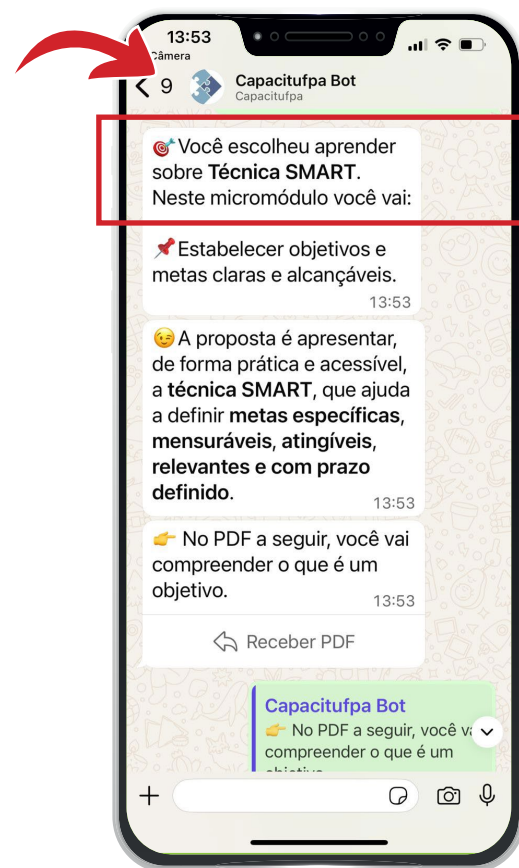 13:53
Câmera
9
Capacitufpa Bot
Capacitufpa
🎯Você escolheu aprender
sobre Técnica SMART.
Neste micromódulo você vai:
📌Estabelecer objetivos e
metas claras e alcançáveis.
13:53
😉A proposta é apresentar,
de forma prática e acessível,
a técnica SMART, que ajuda
a definir metas específicas,
mensuráveis, atingíveis,
relevantes e com prazo
definido.
13:53
👉 No PDF a seguir, você vai
compreender o que é um
objetivo.
13:53
Receber PDF
Capacitufpa Bot
👉 No PDF a seguir, você
compreender o que é um